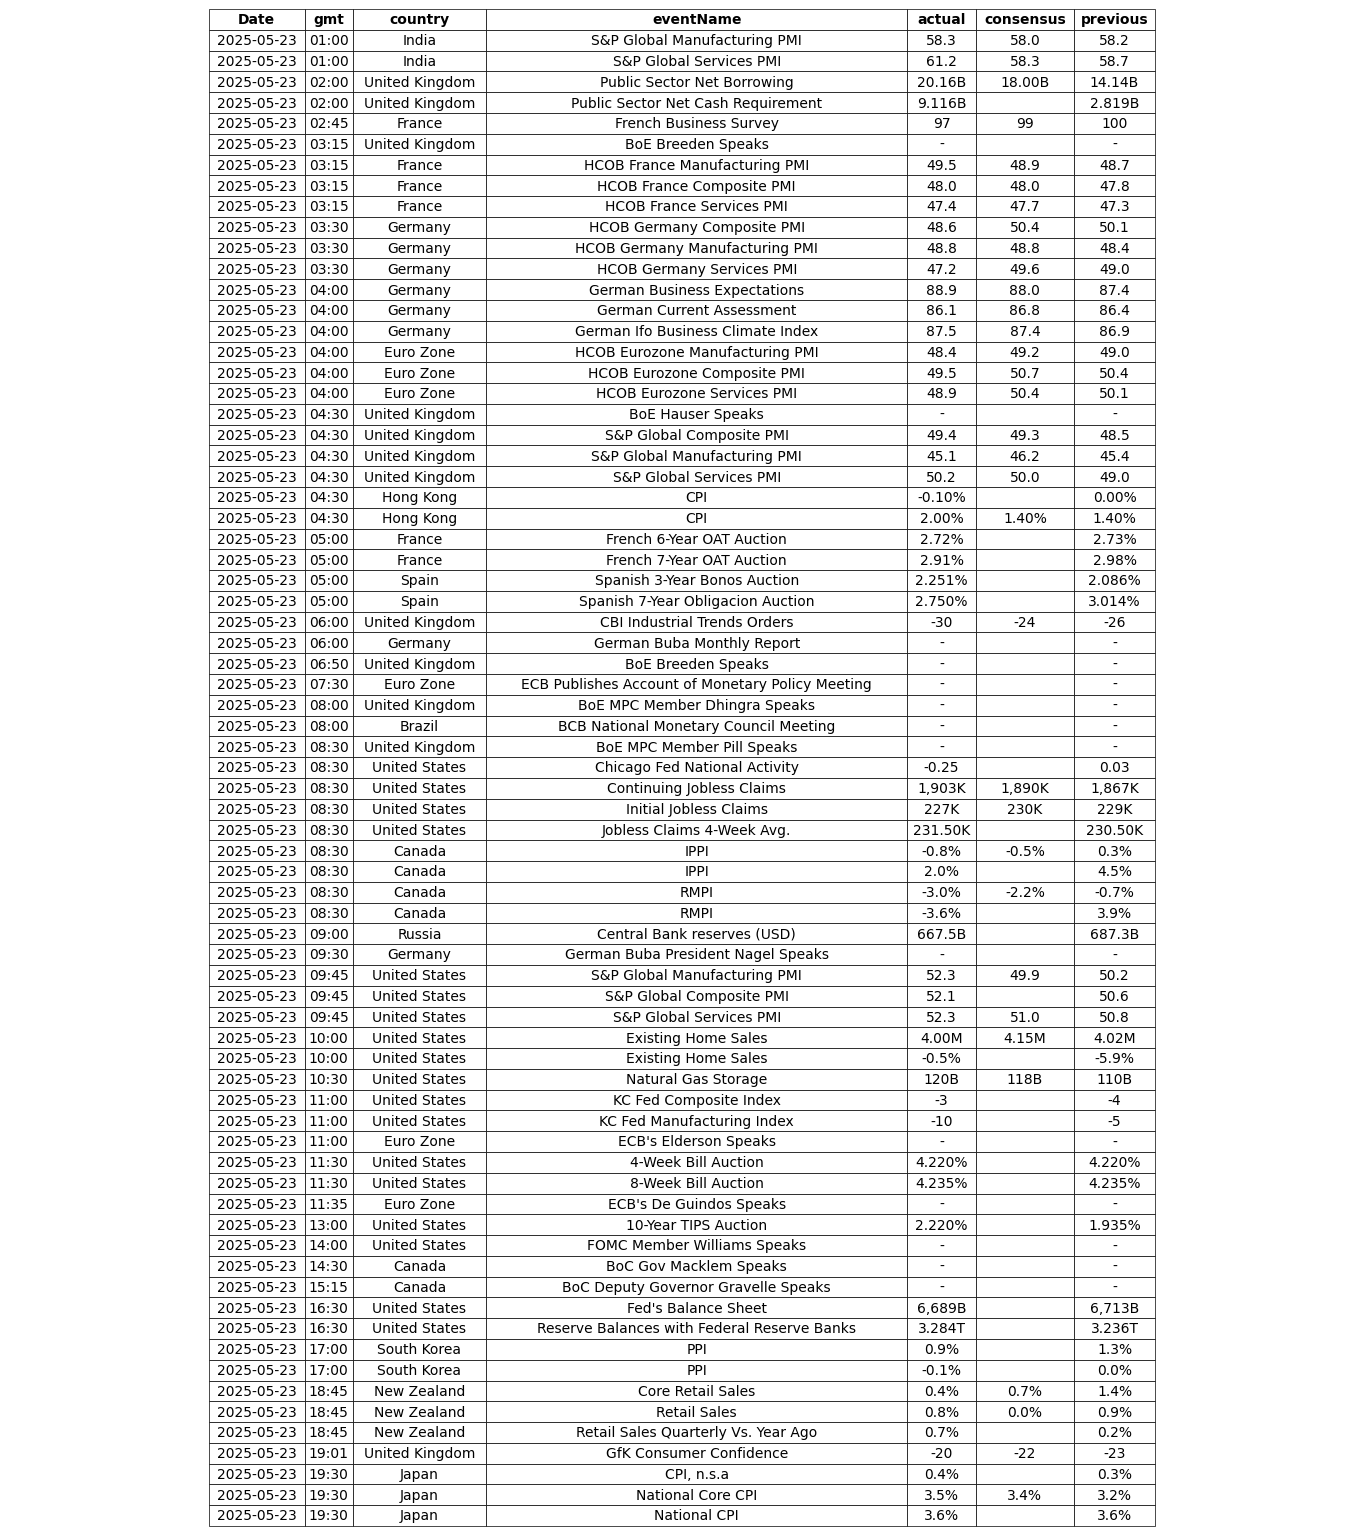 Date gmt country eventName actual consensus previous
2025-05-23 01:00 India S&P Global Manufacturing PMI 58.3 58.0 58.2
2025-05-23 01:00 India S&P Global Services PMI 61.2 58.3 58.7
2025-05-23 02:00 United Kingdom Public Sector Net Borrowing 20.16B 18.00B 14.14B
2025-05-23 02:00 United Kingdom Public Sector Net Cash Requirement 9.116B 2.819B
2025-05-23 02:45 France French Business Survey 97 99 100
2025-05-23 03:15 United Kingdom BoE Breeden Speaks - -
2025-05-23 03:15 France HCOB France Manufacturing PMI 49.5 48.9 48.7
2025-05-23 03:15 France HCOB France Composite PMI 48.0 48.0 47.8
2025-05-23 03:15 France HCOB France Services PMI 47.4 47.7 47.3
2025-05-23 03:30 Germany HCOB Germany Composite PMI 48.6 50.4 50.1
2025-05-23 03:30 Germany HCOB Germany Manufacturing PMI 48.8 48.8 48.4
2025-05-23 03:30 Germany HCOB Germany Services PMI 47.2 49.6 49.0
2025-05-23 04:00 Germany German Business Expectations 88.9 88.0 87.4
2025-05-23 04:00 Germany German Current Assessment 86.1 86.8 86.4
2025-05-23 04:00 Germany German Ifo Business Climate Index 87.5 87.4 86.9
2025-05-23 04:00 Euro Zone HCOB Eurozone Manufacturing PMI 48.4 49.2 49.0
2025-05-23 04:00 Euro Zone HCOB Eurozone Composite PMI 49.5 50.7 50.4
2025-05-23 04:00 Euro Zone HCOB Eurozone Services PMI 48.9 50.4 50.1
2025-05-23 04:30 United Kingdom BoE Hauser Speaks - -
2025-05-23 04:30 United Kingdom S&P Global Composite PMI 49.4 49.3 48.5
2025-05-23 04:30 United Kingdom S&P Global Manufacturing PMI 45.1 46.2 45.4
2025-05-23 04:30 United Kingdom S&P Global Services PMI 50.2 50.0 49.0
2025-05-23 04:30 Hong Kong CPI -0.10% 0.00%
2025-05-23 04:30 Hong Kong CPI 2.00% 1.40% 1.40%
2025-05-23 05:00 France French 6-Year OAT Auction 2.72% 2.73%
2025-05-23 05:00 France French 7-Year OAT Auction 2.91% 2.98%
2025-05-23 05:00 Spain Spanish 3-Year Bonos Auction 2.251% 2.086%
2025-05-23 05:00 Spain Spanish 7-Year Obligacion Auction 2.750% 3.014%
2025-05-23 06:00 United Kingdom CBI Industrial Trends Orders -30 -24 -26
2025-05-23 06:00 Germany German Buba Monthly Report - -
2025-05-23 06:50 United Kingdom BoE Breeden Speaks - -
2025-05-23 07:30 Euro Zone ECB Publishes Account of Monetary Policy Meeting - -
2025-05-23 08:00 United Kingdom BoE MPC Member Dhingra Speaks - -
2025-05-23 08:00 Brazil BCB National Monetary Council Meeting - -
2025-05-23 08:30 United Kingdom BoE MPC Member Pill Speaks - -
2025-05-23 08:30 United States Chicago Fed National Activity -0.25 0.03
2025-05-23 08:30 United States Continuing Jobless Claims 1,903K 1,890K 1,867K
2025-05-23 08:30 United States Initial Jobless Claims 227K 230K 229K
2025-05-23 08:30 United States Jobless Claims 4-Week Avg. 231.50K 230.50K
2025-05-23 08:30 Canada IPPI -0.8% -0.5% 0.3%
2025-05-23 08:30 Canada IPPI 2.0% 4.5%
2025-05-23 08:30 Canada RMPI -3.0% -2.2% -0.7%
2025-05-23 08:30 Canada RMPI -3.6% 3.9%
2025-05-23 09:00 Russia Central Bank reserves (USD) 667.5B 687.3B
2025-05-23 09:30 Germany German Buba President Nagel Speaks - -
2025-05-23 09:45 United States S&P Global Manufacturing PMI 52.3 49.9 50.2
2025-05-23 09:45 United States S&P Global Composite PMI 52.1 50.6
2025-05-23 09:45 United States S&P Global Services PMI 52.3 51.0 50.8
2025-05-23 10:00 United States Existing Home Sales 4.00M 4.15M 4.02M
2025-05-23 10:00 United States Existing Home Sales -0.5% -5.9%
2025-05-23 10:30 United States Natural Gas Storage 120B 118B 110B
2025-05-23 11:00 United States KC Fed Composite Index -3 -4
2025-05-23 11:00 United States KC Fed Manufacturing Index -10 -5
2025-05-23 11:00 Euro Zone ECB's Elderson Speaks - -
2025-05-23 11:30 United States 4-Week Bill Auction 4.220% 4.220%
2025-05-23 11:30 United States 8-Week Bill Auction 4.235% 4.235%
2025-05-23 11:35 Euro Zone ECB's De Guindos Speaks - -
2025-05-23 13:00 United States 10-Year TIPS Auction 2.220% 1.935%
2025-05-23 14:00 United States FOMC Member Williams Speaks - -
2025-05-23 14:30 Canada BoC Gov Macklem Speaks - -
2025-05-23 15:15 Canada BoC Deputy Governor Gravelle Speaks - -
2025-05-23 16:30 United States Fed's Balance Sheet 6,689B 6,713B
2025-05-23 16:30 United States Reserve Balances with Federal Reserve Banks 3.284T 3.236T
2025-05-23 17:00 South Korea PPI 0.9% 1.3%
2025-05-23 17:00 South Korea PPI -0.1% 0.0%
2025-05-23 18:45 New Zealand Core Retail Sales 0.4% 0.7% 1.4%
2025-05-23 18:45 New Zealand Retail Sales 0.8% 0.0% 0.9%
2025-05-23 18:45 New Zealand Retail Sales Quarterly Vs. Year Ago 0.7% 0.2%
2025-05-23 19:01 United Kingdom GfK Consumer Confidence -20 -22 -23
2025-05-23 19:30 Japan CPI, n.s.a 0.4% 0.3%
2025-05-23 19:30 Japan National Core CPI 3.5% 3.4% 3.2%
2025-05-23 19:30 Japan National CPI 3.6% 3.6%